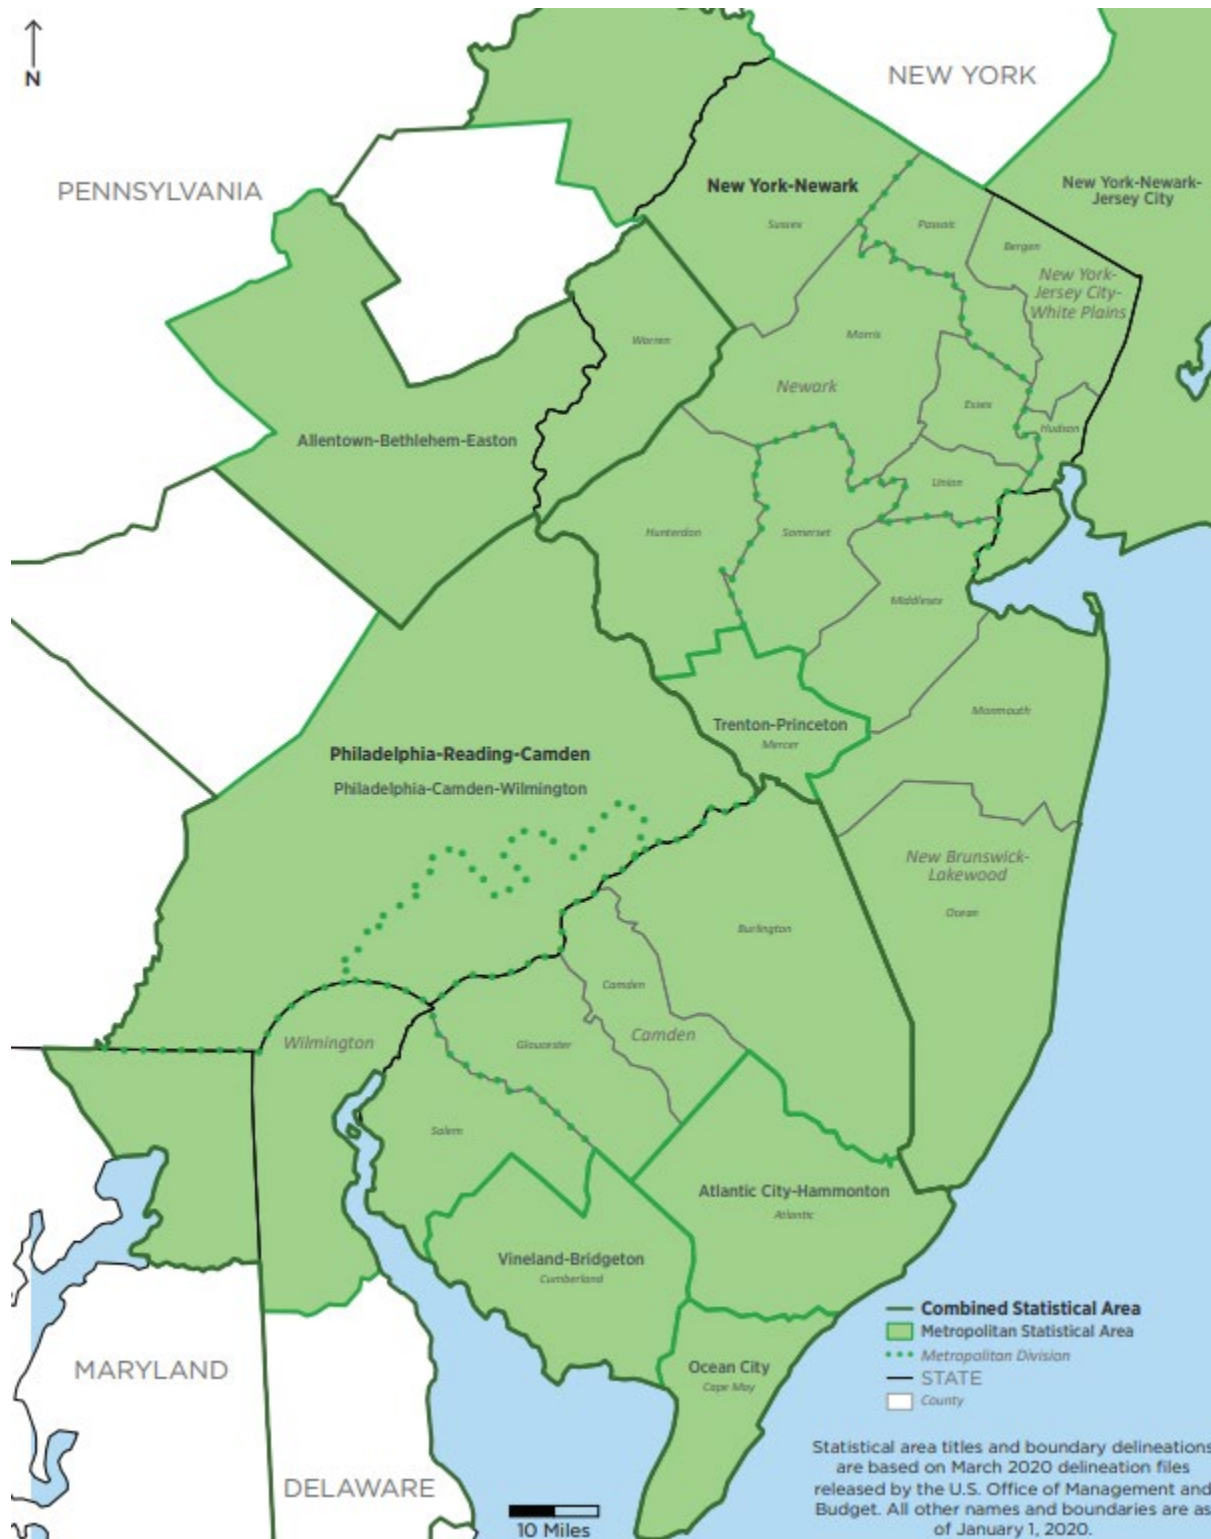 N
NEW YORK
PENNSYLVANIA
New York-Newark
New York-Newark-
Jersey City
Sussex
Passaic
Bergen
New York-
Jersey City-
White Plains
Warren
Morris
Newark
Essex
Hudson
Allentown-Bethlehem-Easton
Union
Hunterdon
Somerset
Middlesex
Monmouth
Trenton-Princeton
Mercer
Philadelphia-Reading-Camden
Philadelphia-Camden-Wilmington
New Brunswick-
Lakewood
Ocean
Burlington
Camden
Camden
Wilmington
Gloucester
Salem
Atlantic City-Hammonton
Atlantic
Vineland-Bridgeton
Cumberland
Ocean City
Cape May
MARYLAND
DELAWARE
Combined Statistical Area
Metropolitan Statistical Area
Metropolitan Division
STATE
County
10 Miles
Statistical area titles and boundary delineations
are based on March 2020 delineation files
released by the U.S. Office of Management and
Budget. All other names and boundaries are as
of January 1, 2020.